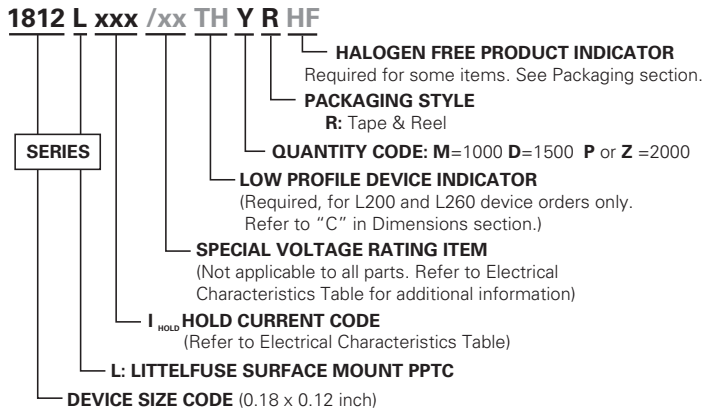 1812 L xxx /xx TH Y R HF
HALOGEN FREE PRODUCT INDICATOR
Required for some items. See Packaging section.
PACKAGING STYLE
R: Tape & Reel
SERIES
QUANTITY CODE: M=1000 D=1500 P or Z =2000
LOW PROFILE DEVICE INDICATOR
(Required, for L200 and L260 device orders only.
Refer to “C” in Dimensions section.)
SPECIAL VOLTAGE RATING ITEM
(Not applicable to all parts. Refer to Electrical
Characteristics Table for additional information)
I HOLD HOLD CURRENT CODE
(Refer to Electrical Characteristics Table)
L: LITTELFUSE SURFACE MOUNT PPTC
DEVICE SIZE CODE (0.18 x 0.12 inch)